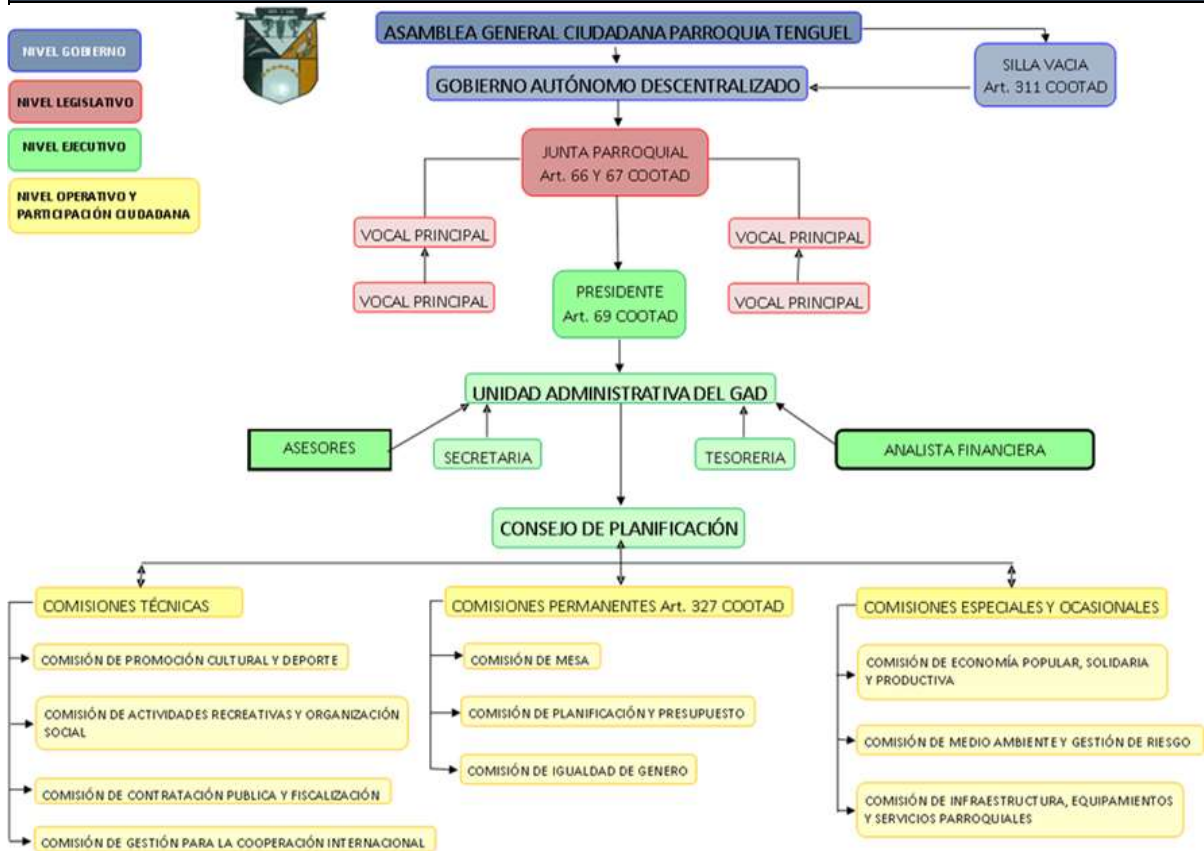 ASAMBLEA GENERAL CIUDADANA PARROQUIA TENGUEL
NIVEL GOBIERNO
SILLA VACIA
Art. 311 COOTAD
GOBIERNO AUTÓNOMO DESCENTRALIZADO
NIVEL LEGISLATIVO
NIVEL EJECUTIVO
NIVEL OPERATIVO Y
PARTICIPACIÓN CIUDADANA
JUNTA PARROQUIAL
Art. 66 Y 67 COOTAD
VOCAL PRINCIPAL
VOCAL PRINCIPAL
VOCAL PRINCIPAL
VOCAL PRINCIPAL
PRESIDENTE
Art. 69 COOTAD
UNIDAD ADMINISTRATIVA DEL GAD
ASESORES
SECRETARIA
TESORERIA
ANALISTA FINANCIERA
CONSEJO DE PLANIFICACIÓN
COMISIONES TÉCNICAS
COMISIÓN DE PROMOCIÓN CULTURAL Y DEPORTE
COMISIÓN DE ACTIVIDADES RECREATIVAS Y ORGANIZACIÓN
SOCIAL
COMISIÓN DE CONTRATACIÓN PUBLICA Y FISCALIZACIÓN
COMISIÓN DE GESTIÓN PARA LA COOPERACIÓN INTERNACIONAL
COMISIONES PERMANENTES Art. 327 COOTAD
COMISIÓN DE MESA
COMISIÓN DE PLANIFICACIÓN Y PRESUPUESTO
COMISIÓN DE IGUALDAD DE GENERO
COMISIONES ESPECIALES Y OCASIONALES
COMISIÓN DE ECONOMÍA POPULAR, SOLIDARIA
Y PRODUCTIVA
COMISIÓN DE MEDIO AMBIENTE Y GESTIÓN DE RIESGO
COMISIÓN DE INFRAESTRUCTURA, EQUIPAMIENTOS
Y SERVICIOS PARROQUIALES